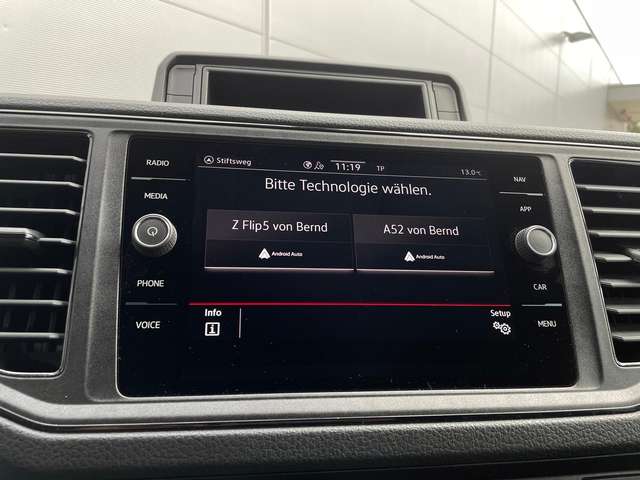 RADIO
MEDIA
PHONE
VOICE
Stiftsweg 11:19 TP 13.0°C
Bitte Technologie wählen.
Z Flip5 von Bernd
Android Auto
A52 von Bernd
Android Auto
Info
Setup
NAV
APP
CAR
MENU